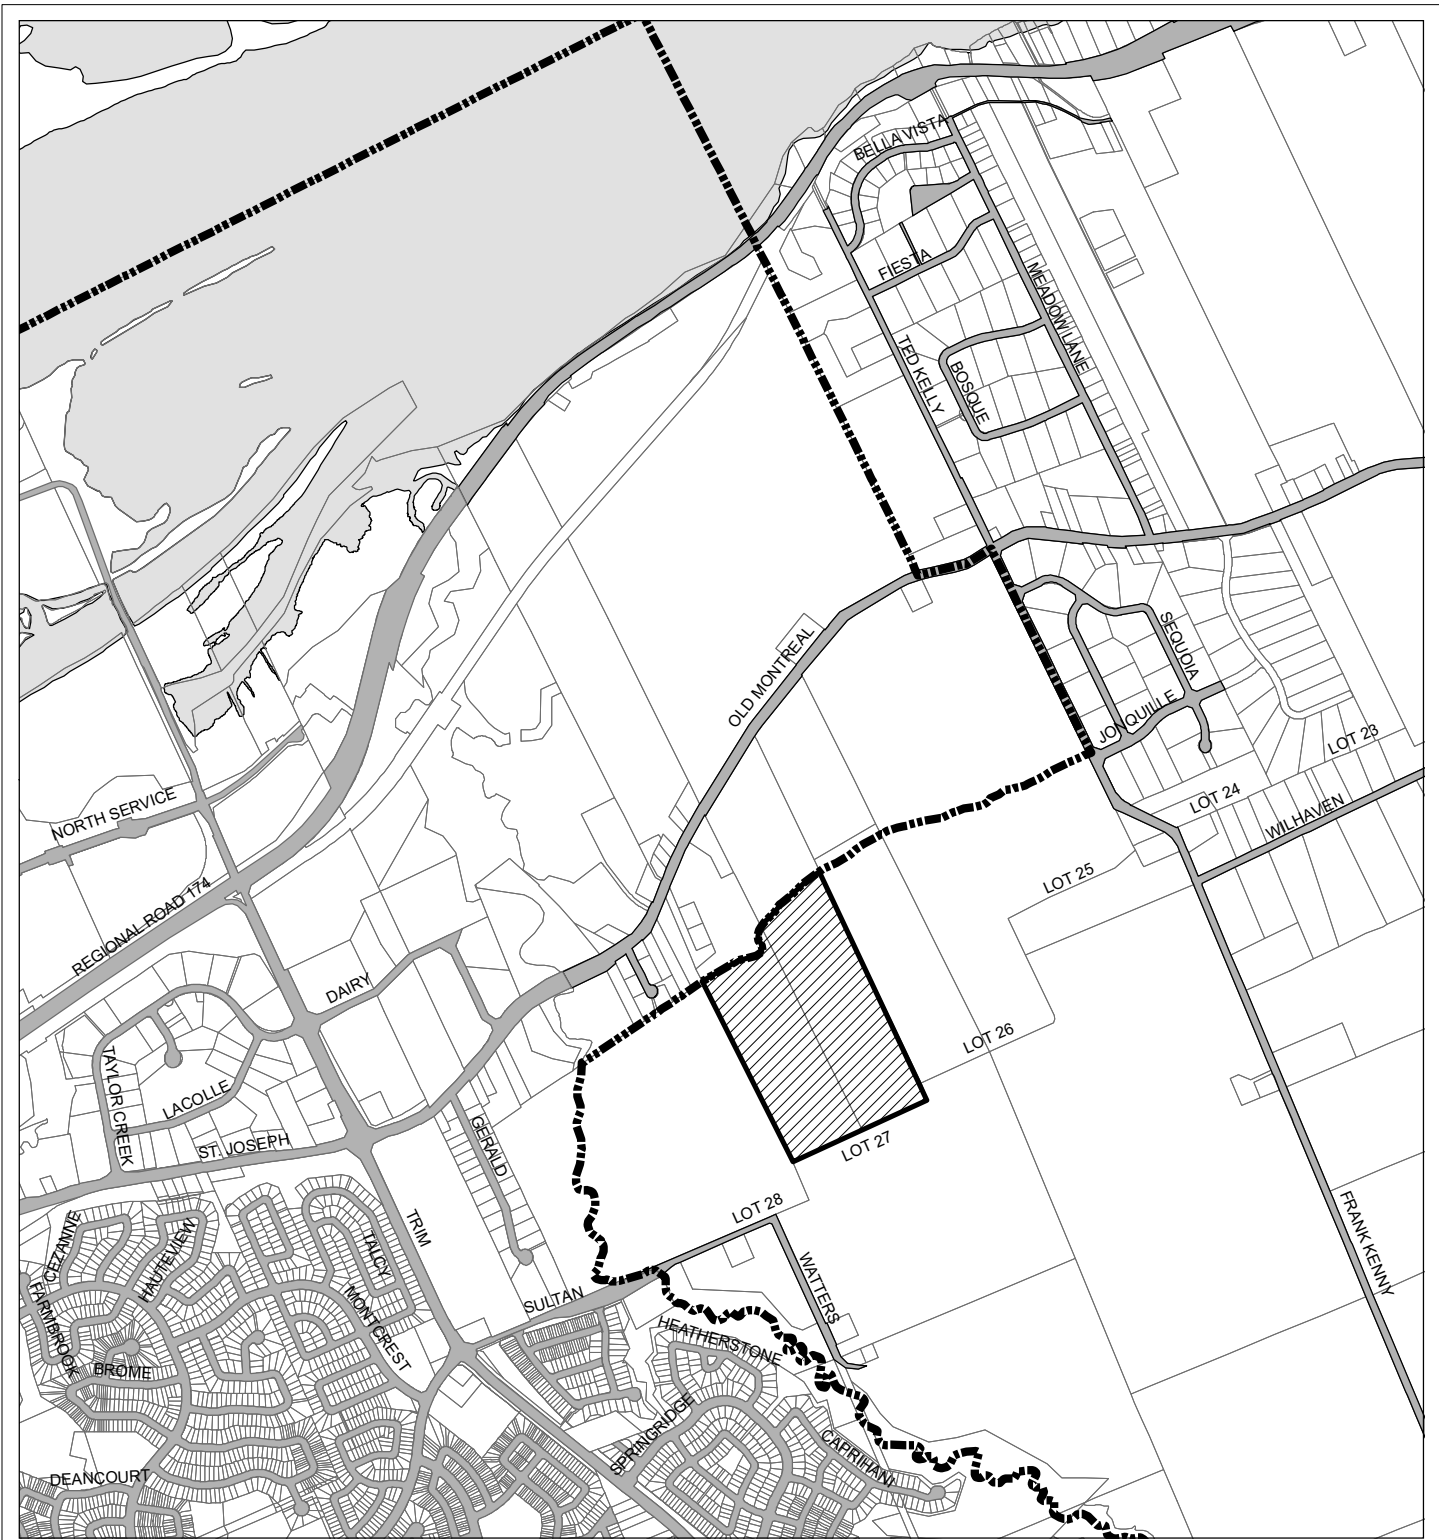 BELLA VISTA
FIESTA
MEADOWLANE
TED KELLY
BOSQUE
OLD MONTREAL
SEQUOIA
JONQUILLE
LOT 23
LOT 24
WILHAVEN
NORTH SERVICE
LOT 25
REGIONAL ROAD 174
DAIRY
LOT 26
TAYLOR CREEK
LACOLLE
ST. JOSEPH
GERALD
LOT 27
LOT 28
CEZANNE
HAUTEVIEW
TALCY
TRIM
WATTERS
FRANK KENNY
FARMBROOK
MONTCREST
SULTAN
HEATHERSTONE
BROME
SPRINGRIDGE
CAPRIHANI
DEANCOURT